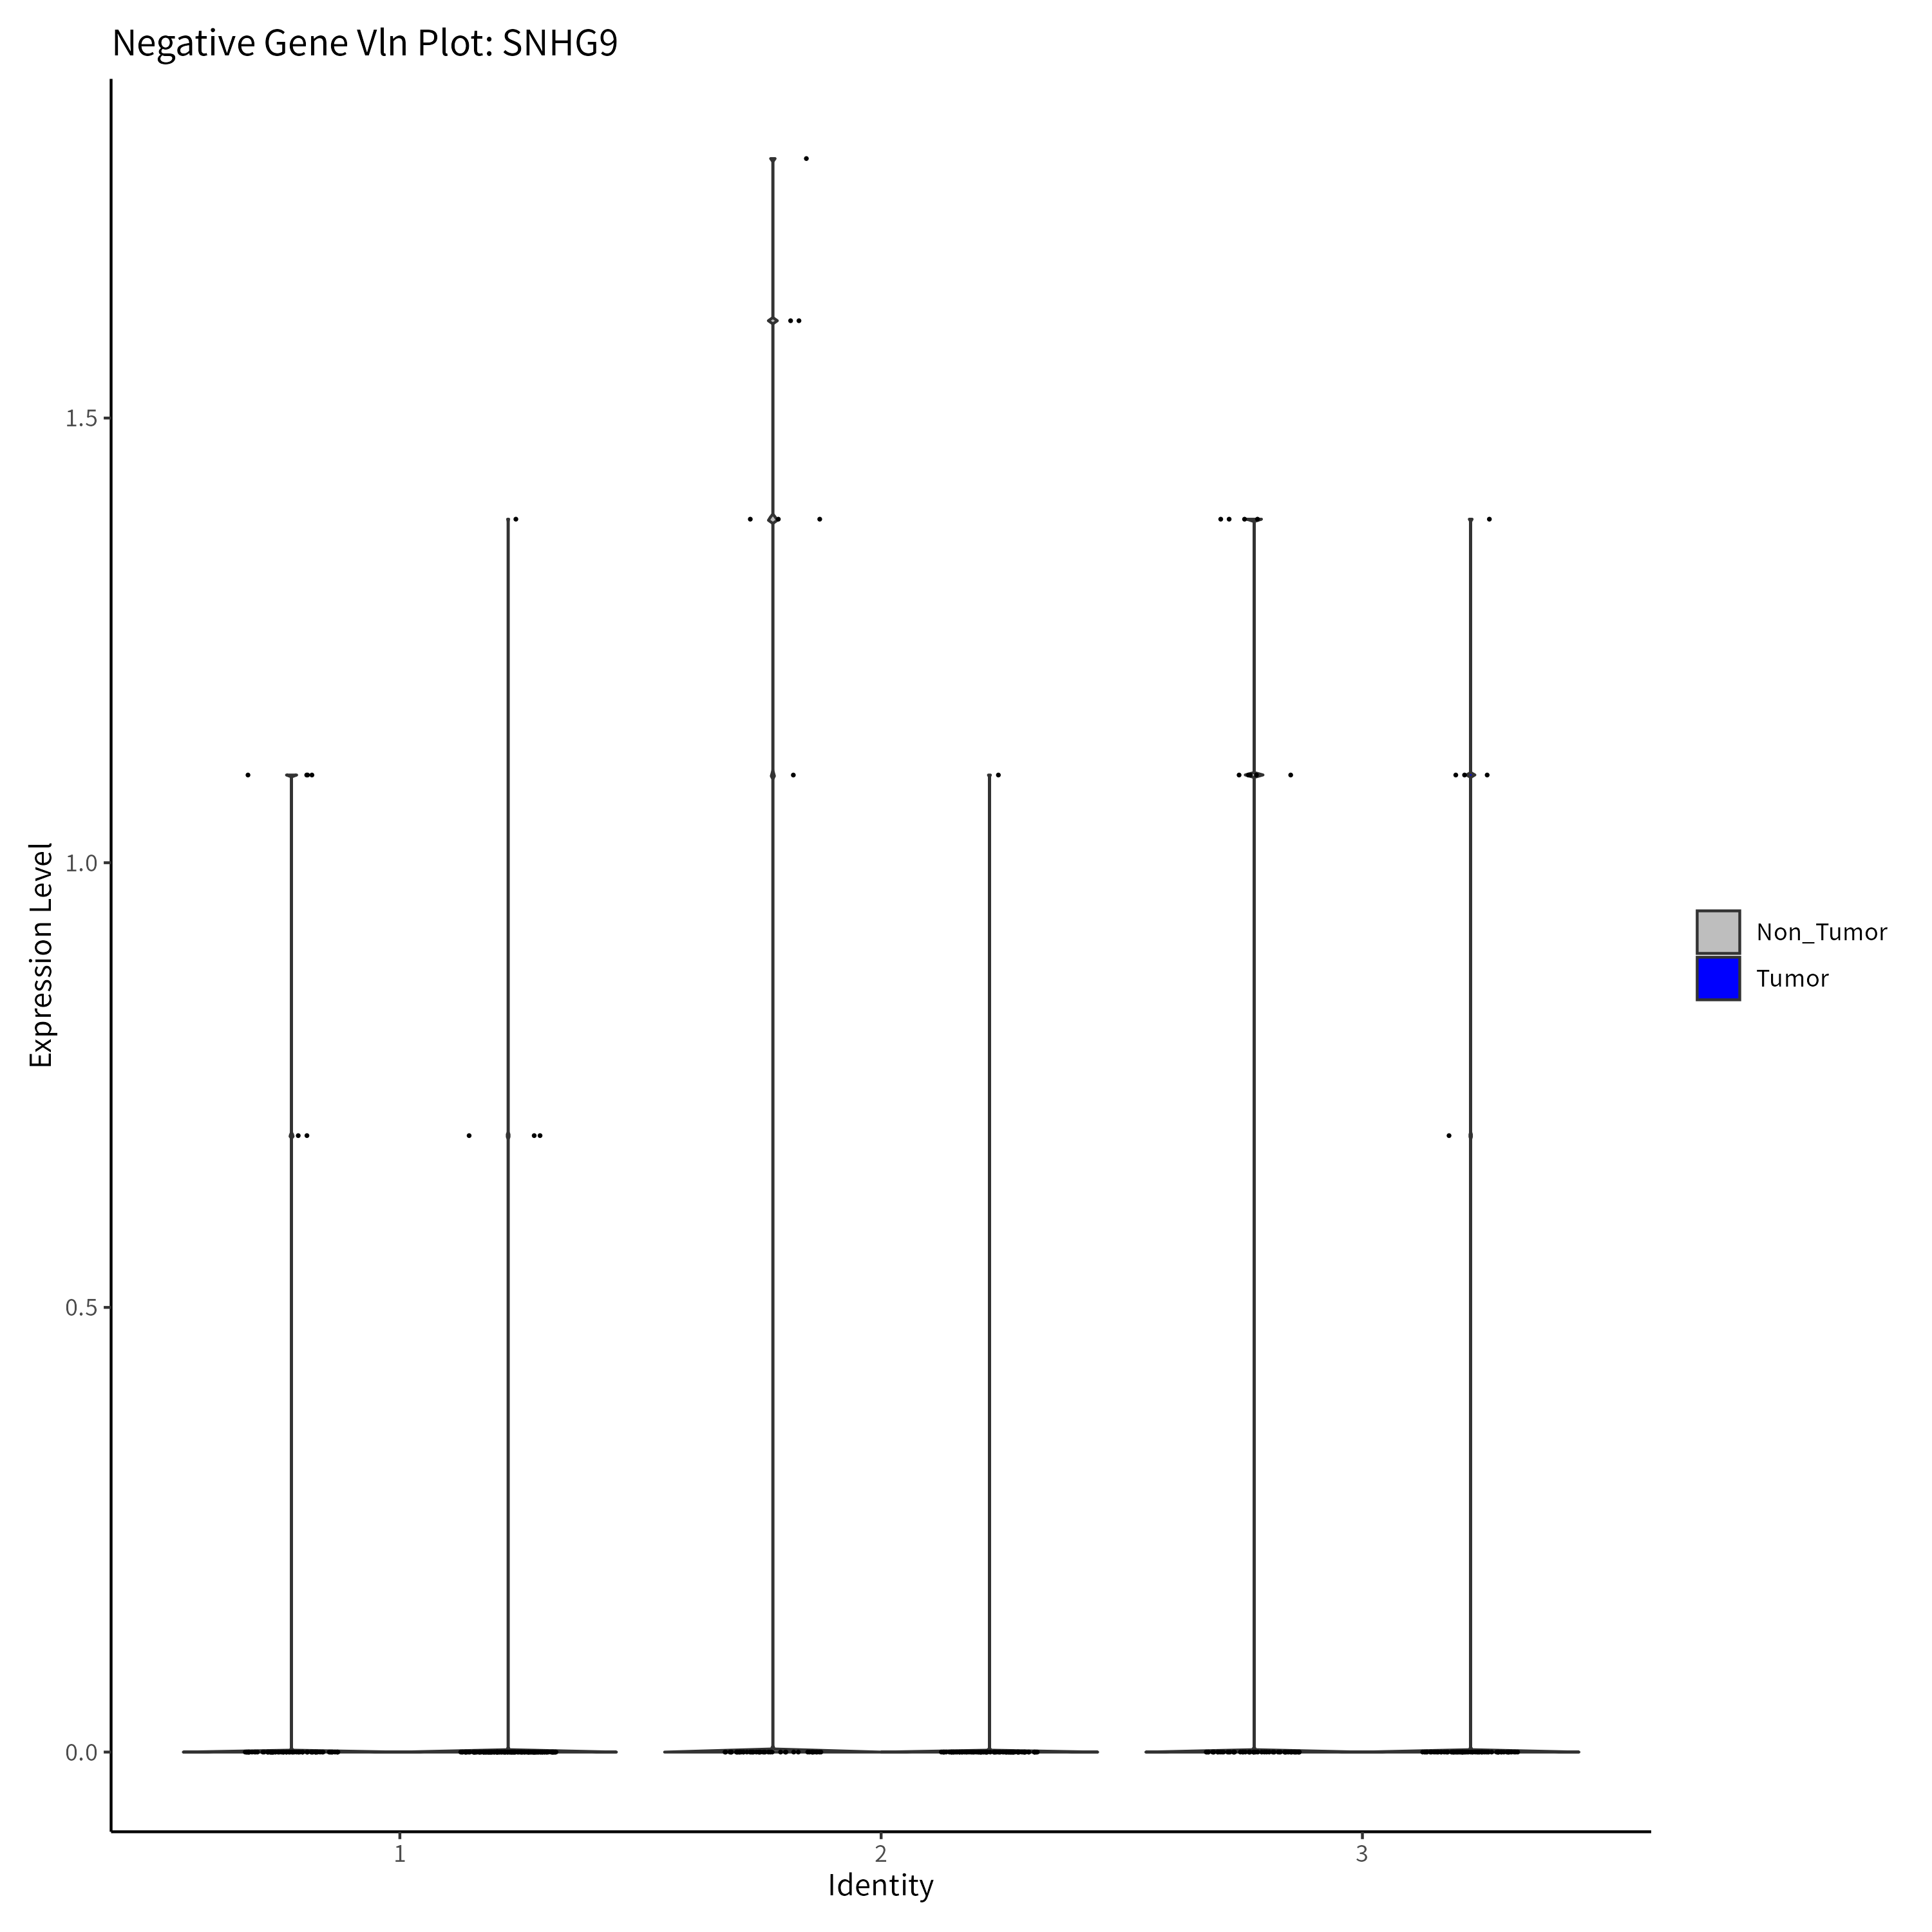 Negative Gene Vln Plot: SNHG9
Expression Level
1.5
1.0
0.5
0.0
1
2
3
Identity
Non_Tumor
Tumor